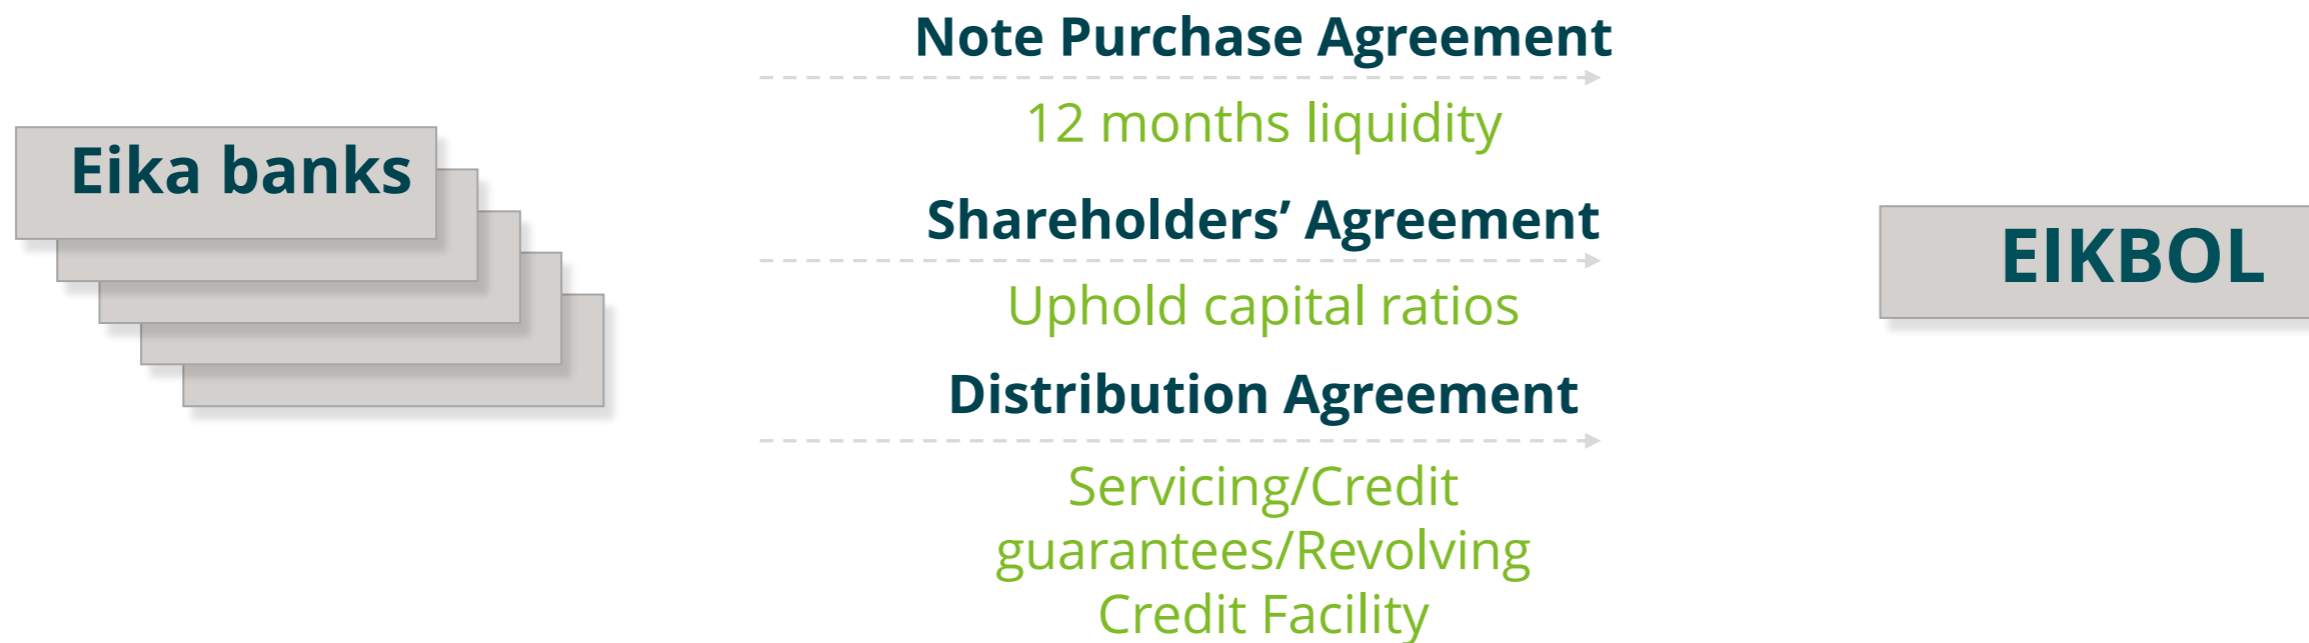 Note Purchase Agreement
12 months liquidity
Eika banks
Shareholders’ Agreement
EIKBOL
Uphold capital ratios
Distribution Agreement
Servicing/Credit
guarantees/Revolving
Credit Facility